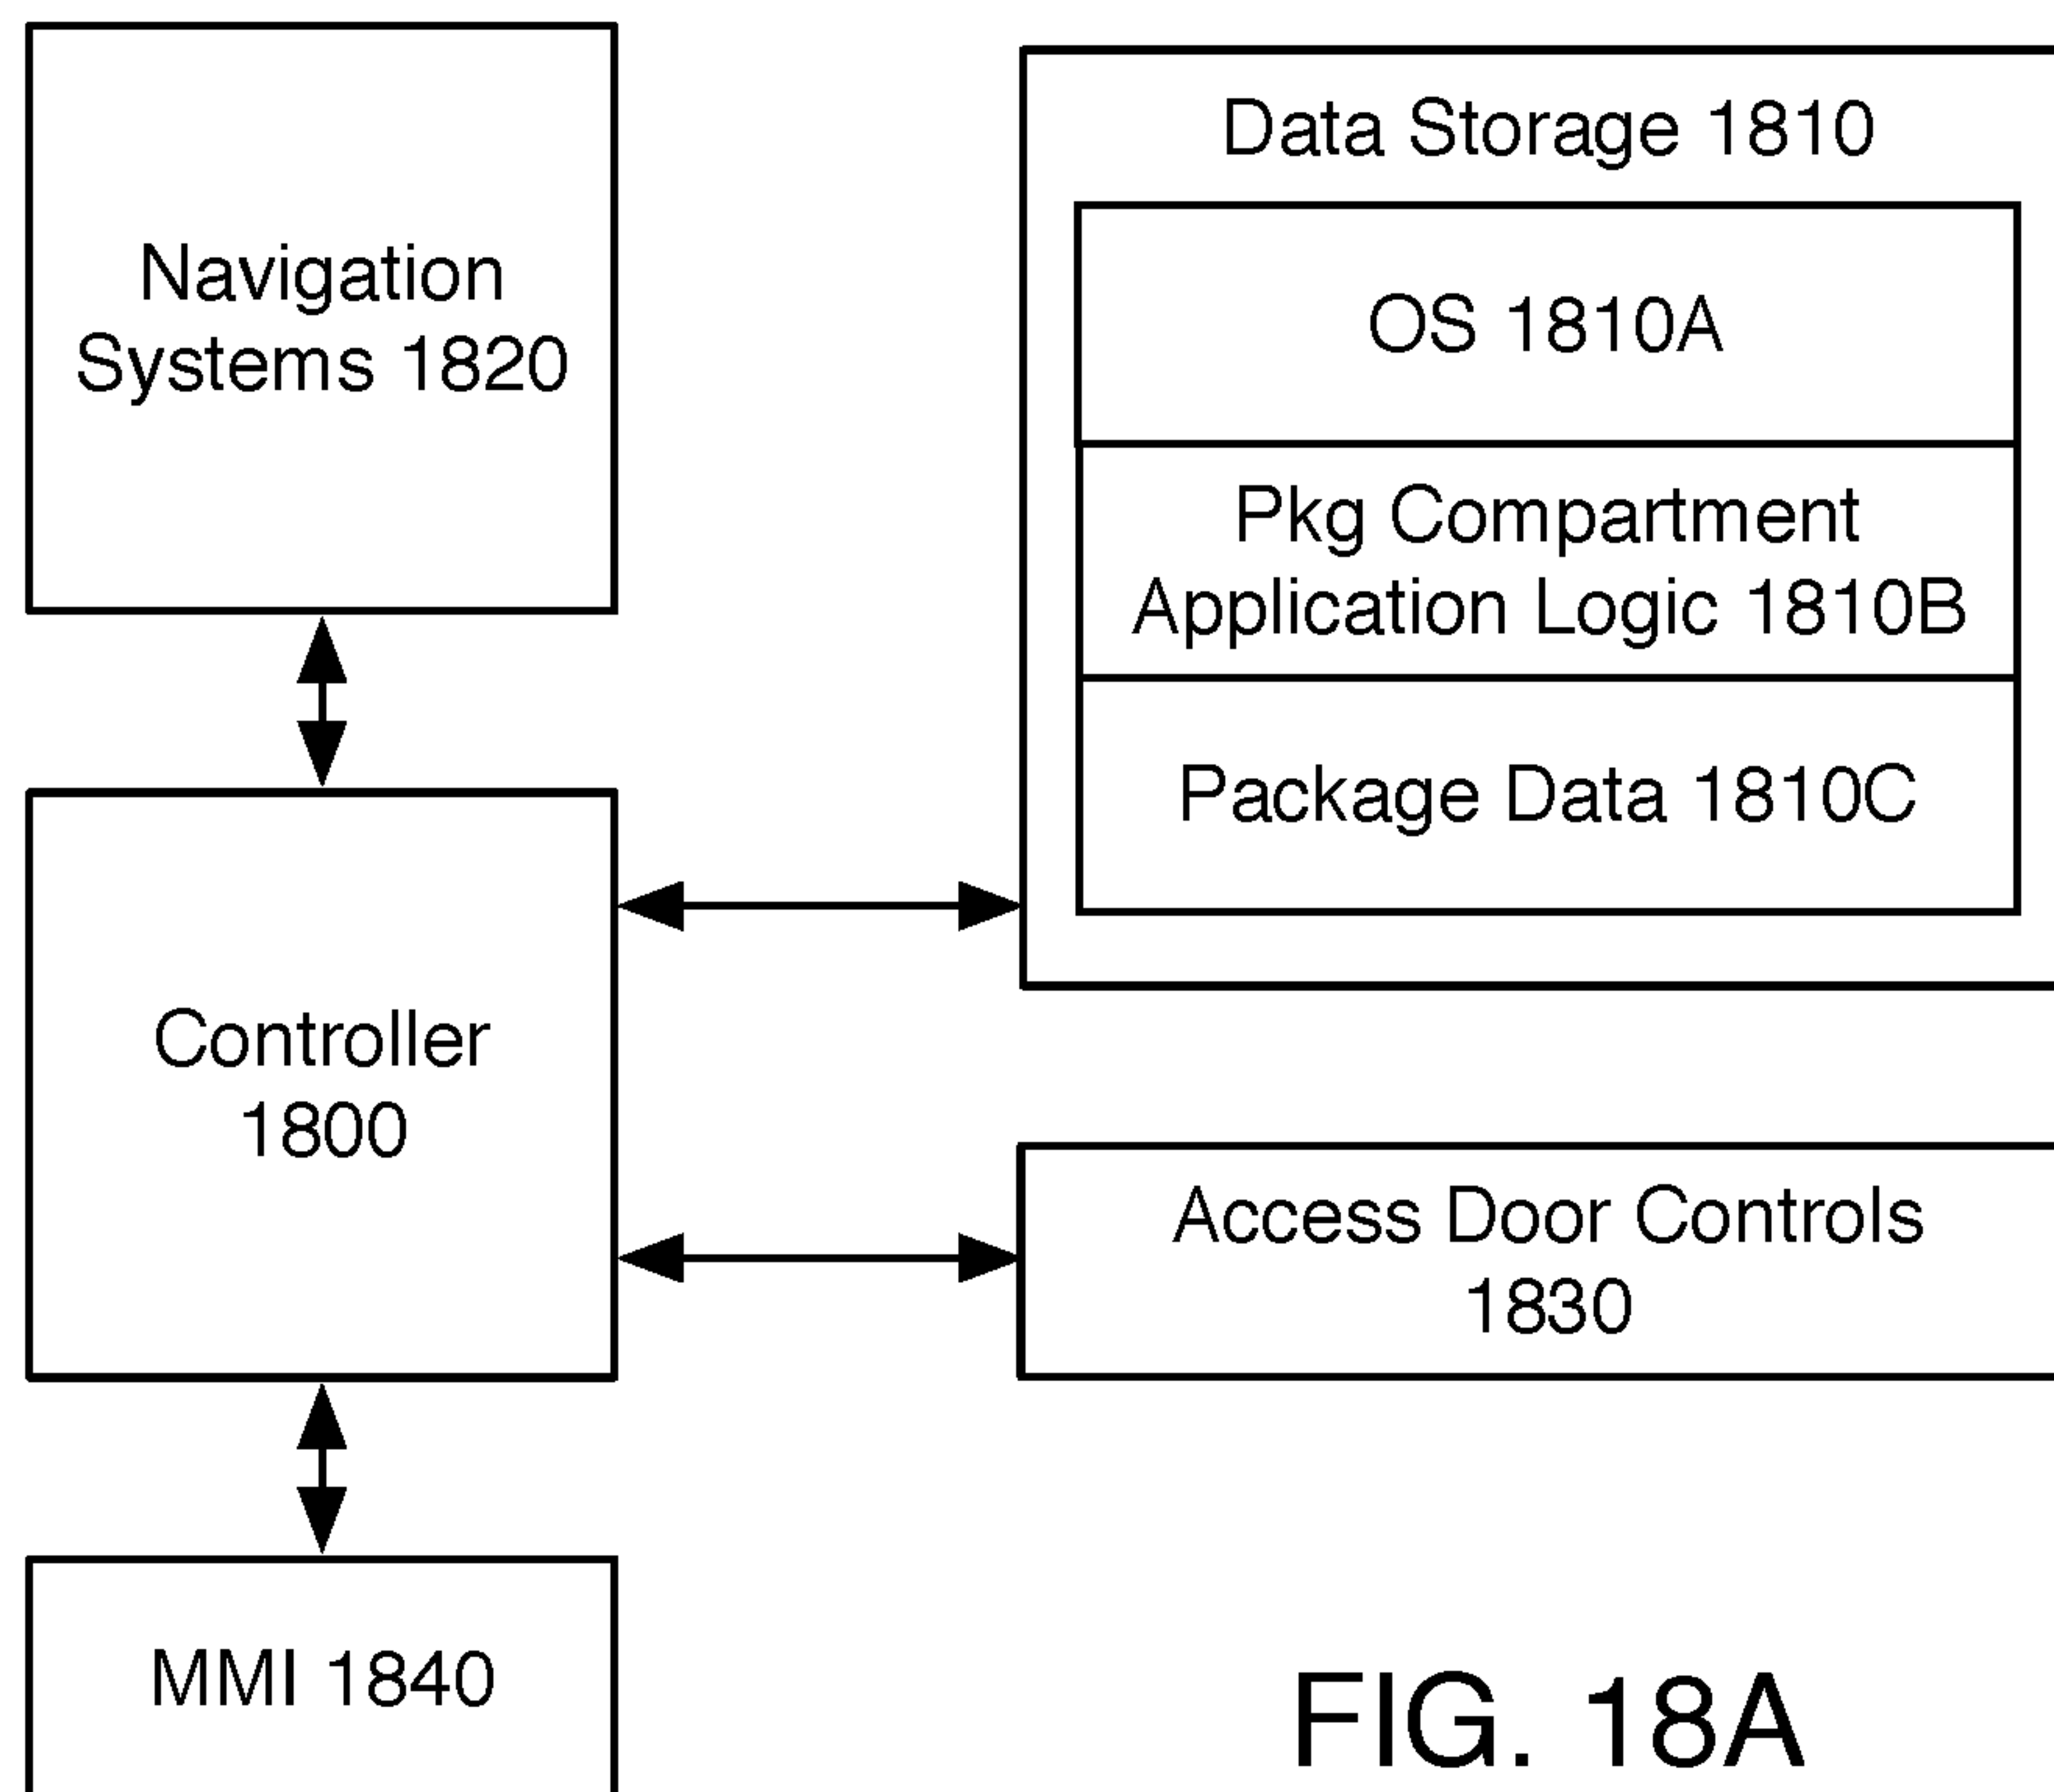 Navigation
Systems 1820
Data Storage 1810
OS 1810A
Pkg Compartment
Application Logic 1810B
Package Data 1810C
Controller
1800
Access Door Controls
1830
MMI 1840
FIG. 18A